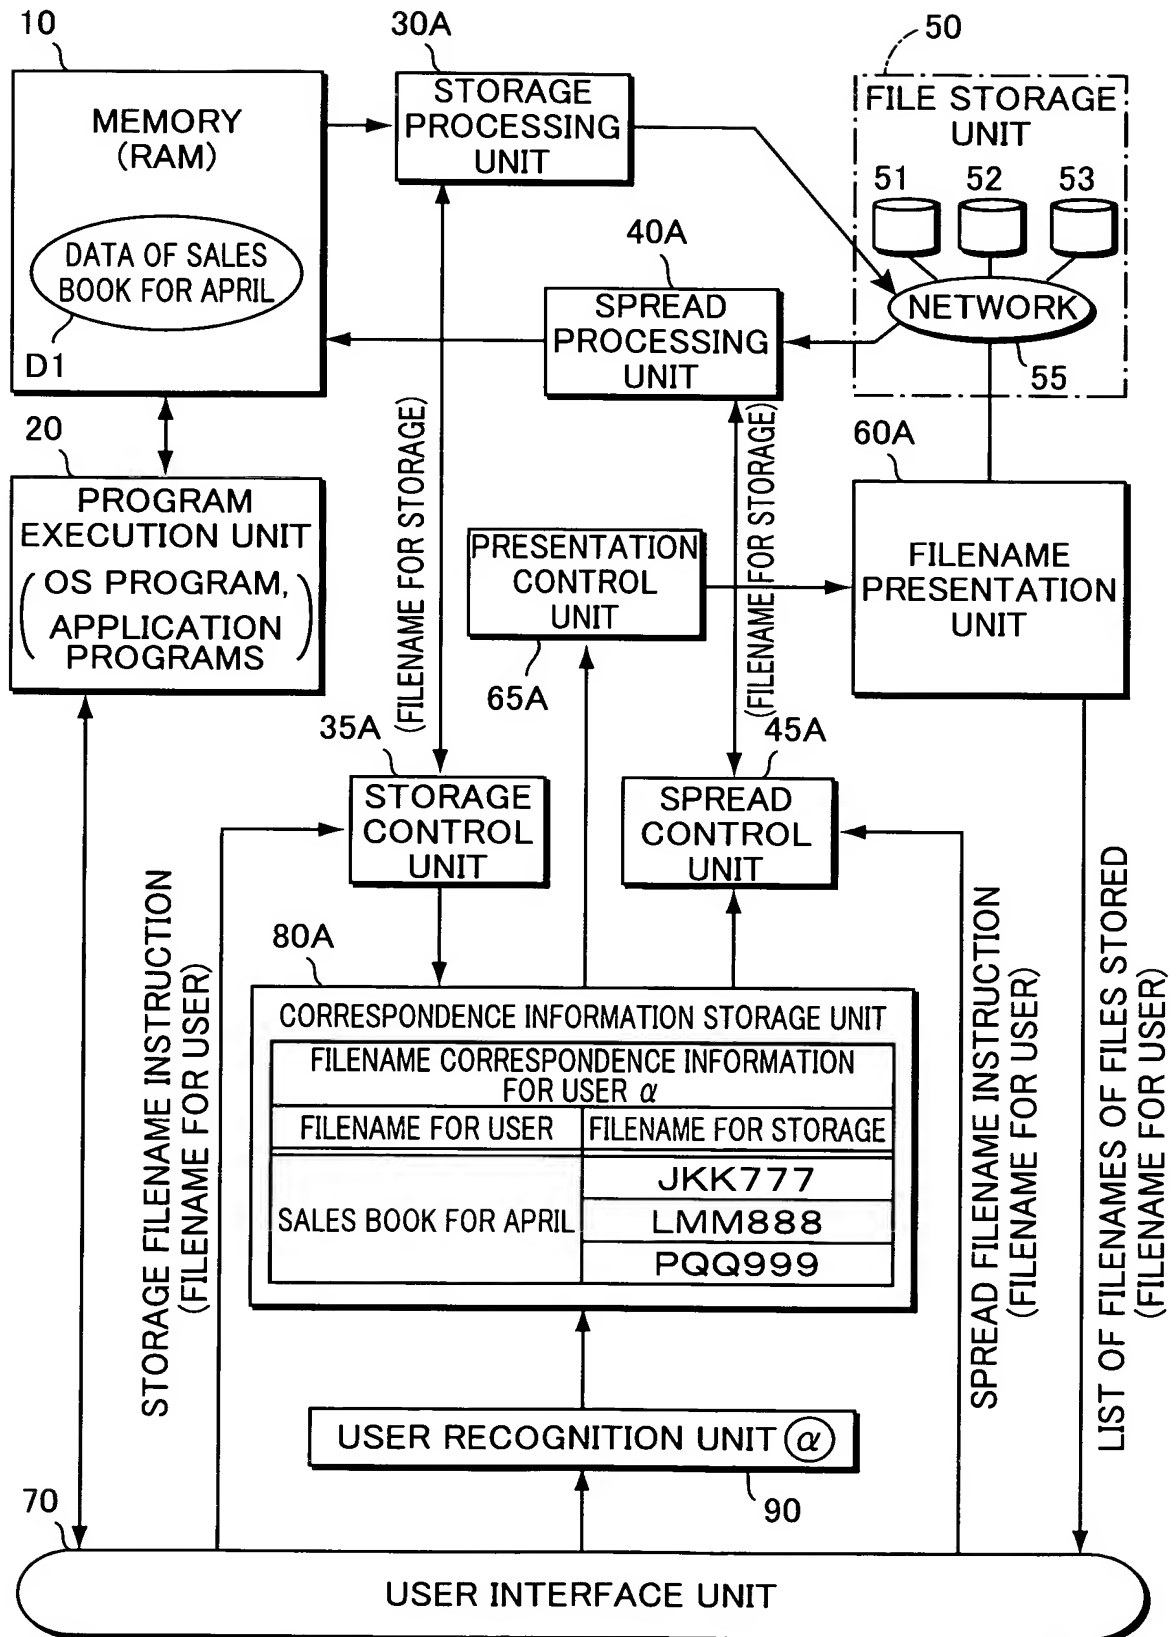 10
30A
50
MEMORY
(RAM)
STORAGE
PROCESSING
UNIT
FILE STORAGE
UNIT
51
52
53
DATA OF SALES
BOOK FOR APRIL
D1
40A
SPREAD
PROCESSING
UNIT
NETWORK
55
20
60A
PROGRAM
EXECUTION UNIT
(OS PROGRAM,
APPLICATION
PROGRAMS)
(FILENAME FOR STORAGE)
(FILENAME FOR STORAGE)
PRESENTATION
CONTROL
UNIT
65A
FILENAME
PRESENTATION
UNIT
35A
45A
STORAGE
CONTROL
UNIT
SPREAD
CONTROL
UNIT
STORAGE FILENAME INSTRUCTION
(FILENAME FOR USER)
SPREAD FILENAME INSTRUCTION
(FILENAME FOR USER)
LIST OF FILENAMES OF FILES STORED
(FILENAME FOR USER)
80A
CORRESPONDENCE INFORMATION STORAGE UNIT
FILENAME CORRESPONDENCE INFORMATION
FOR USER α
FILENAME FOR USER
FILENAME FOR STORAGE
SALES BOOK FOR APRIL
JKK777
LMM888
PQQ999
USER RECOGNITION UNIT α
90
70
USER INTERFACE UNIT